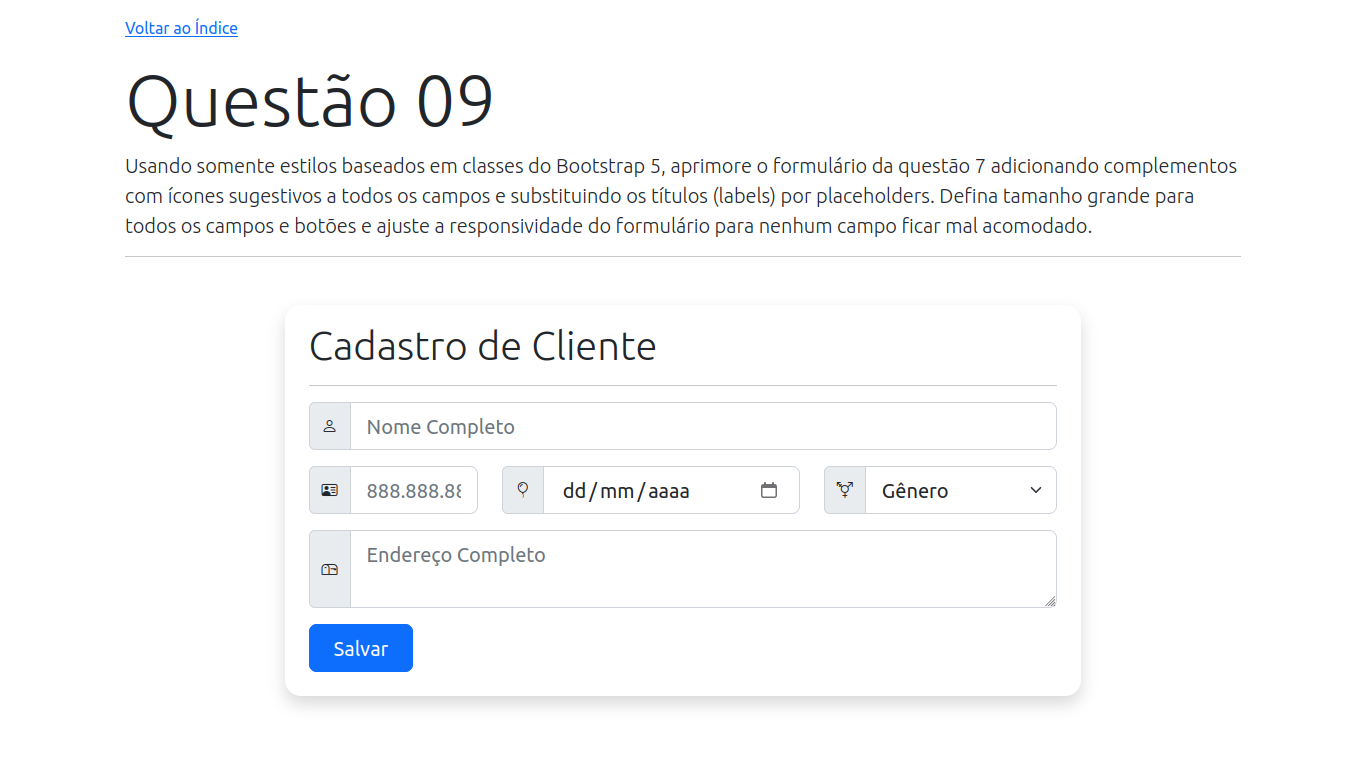 Voltar ao Índice
Questão 09
Usando somente estilos baseados em classes do Bootstrap 5, aprimore o formulário da questão 7 adicionando complementos
com ícones sugestivos a todos os campos e substituindo os títulos (labels) por placeholders. Defina tamanho grande para
todos os campos e botões e ajuste a responsividade do formulário para nenhum campo ficar mal acomodado.
Cadastro de Cliente
Nome Completo
888.888.88 dd/mm/aaaa Gênero
Endereço Completo
Salvar